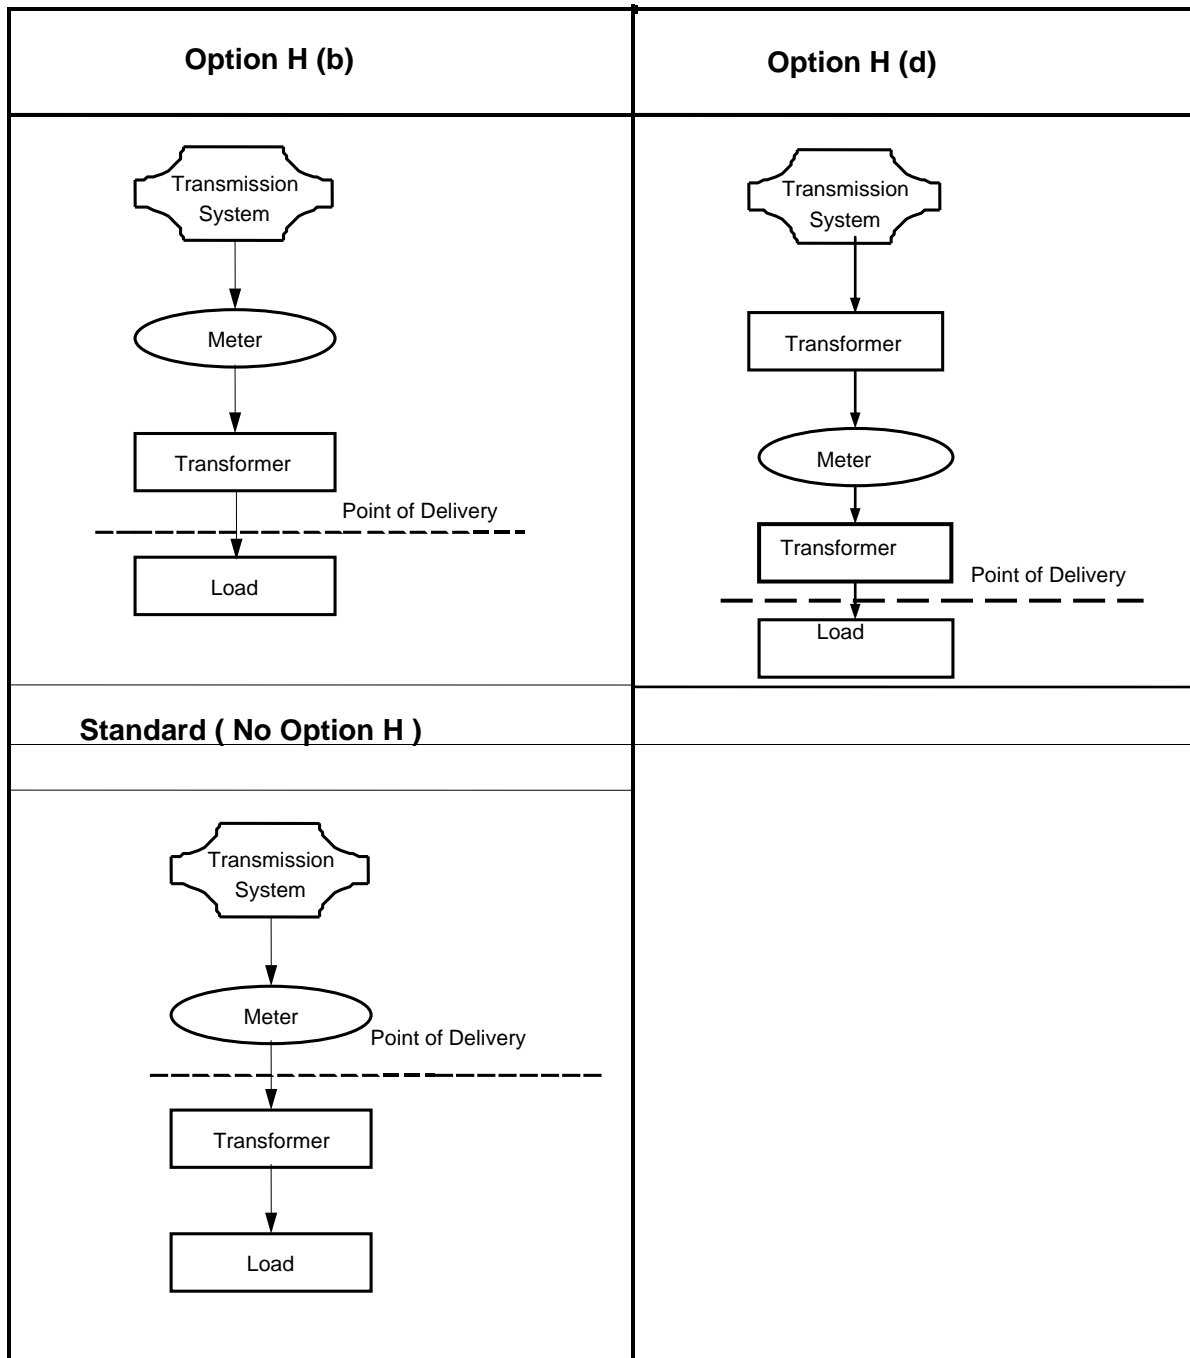 Option H (b)
Transmission
System
Meter
Transformer
Point of Delivery
Load
Option H (d)
Transmission
System
Transformer
Meter
Transformer
Point of Delivery
Load
Standard ( No Option H )
Transmission
System
Meter
Point of Delivery
Transformer
Load